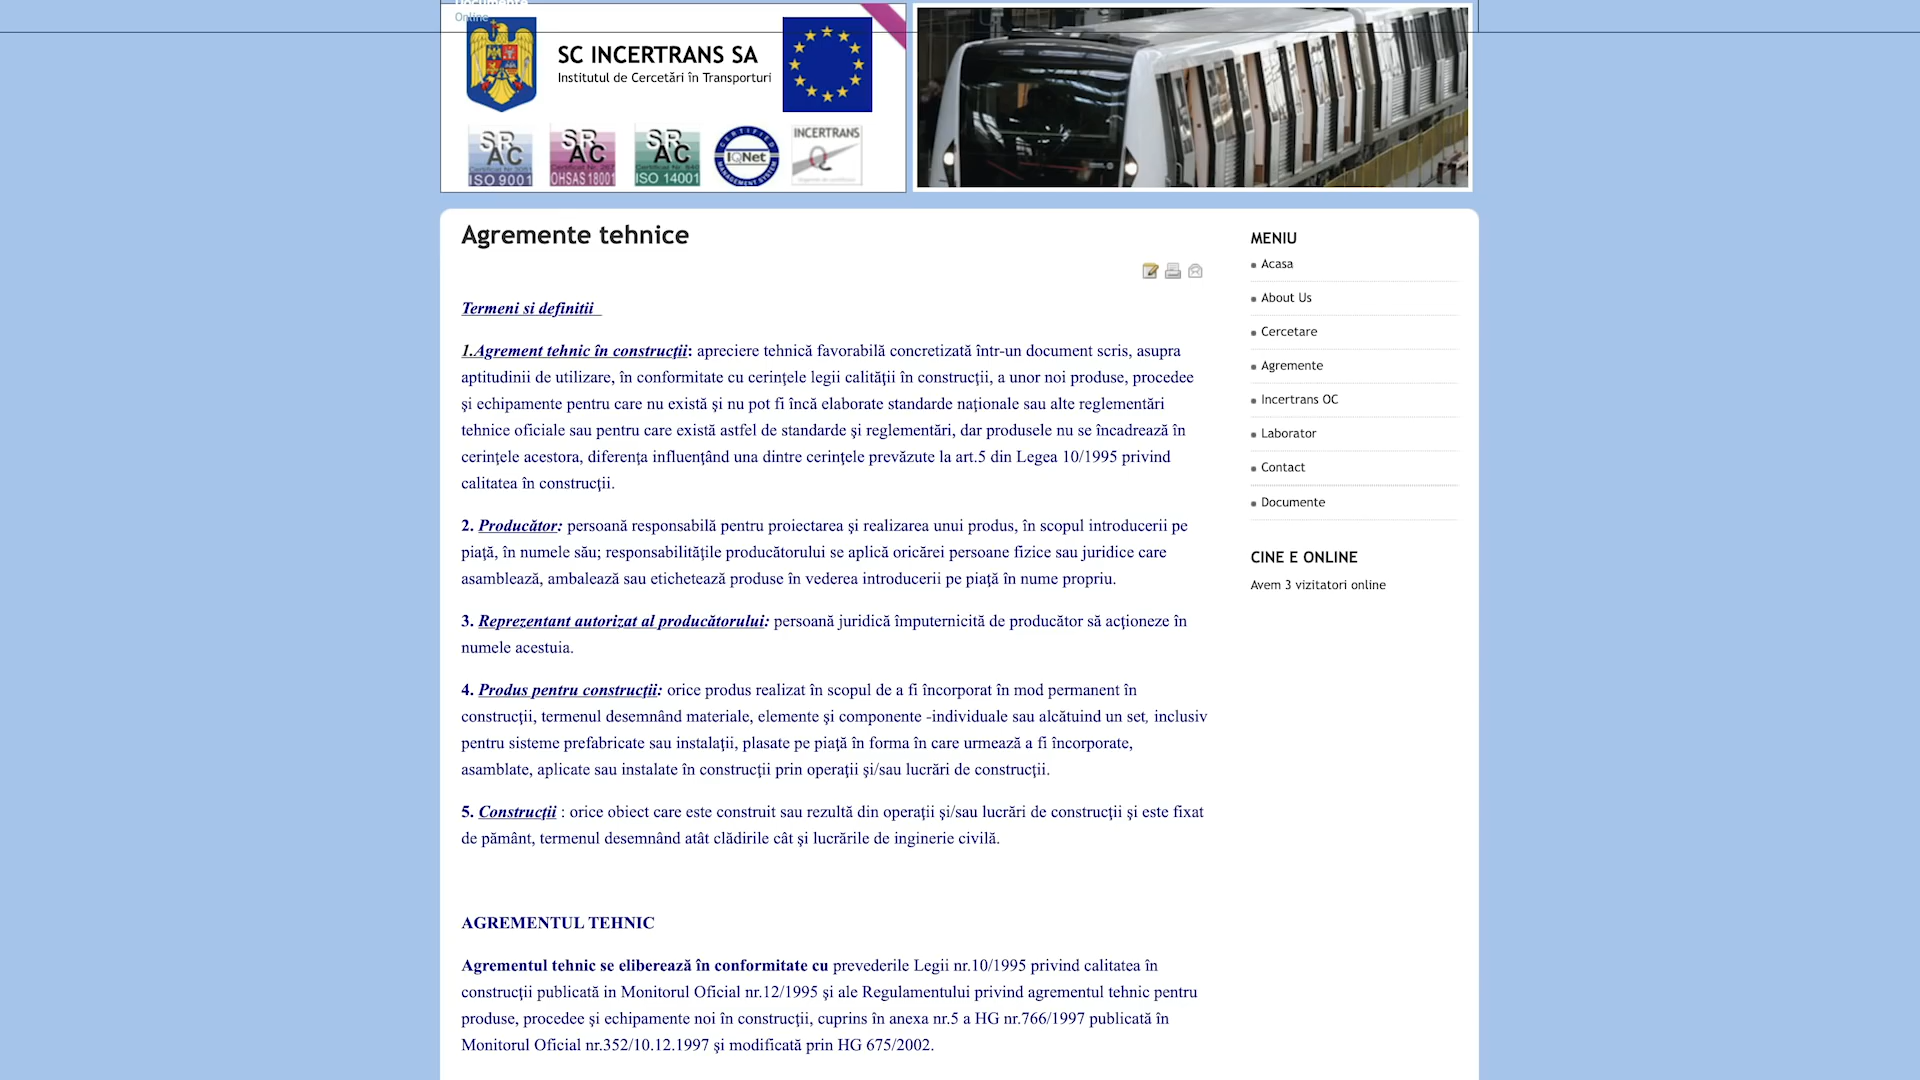 Online
SC INCERTRANS SA
Institutul de Cercetări în Transporturi
SRAC
ISO 9001
SRAC
OHSAS 18001
SRAC
ISO 14001
CERTIFIED
IQNet
MANAGEMENT SYSTEM
INCERTRANS
Q
Agremente tehnice
Termeni si definitii
1.Agrement tehnic în construcţii: apreciere tehnică favorabilă concretizată într-un document scris, asupra
aptitudinii de utilizare, în conformitate cu cerinţele legii calităţii în construcţii, a unor noi produse, procedee
şi echipamente pentru care nu există şi nu pot fi încă elaborate standarde naţionale sau alte reglementări
tehnice oficiale sau pentru care există astfel de standarde şi reglementări, dar produsele nu se încadrează în
cerinţele acestora, diferenţa influenţând una dintre cerinţele prevăzute la art.5 din Legea 10/1995 privind
calitatea în construcţii.
2. Producător: persoană responsabilă pentru proiectarea şi realizarea unui produs, în scopul introducerii pe
piaţă, în numele său; responsabilităţile producătorului se aplică oricărei persoane fizice sau juridice care
asamblează, ambalează sau etichetează produse în vederea introducerii pe piaţă în nume propriu.
3. Reprezentant autorizat al producătorului: persoană juridică împuternicită de producător să acţioneze în
numele acestuia.
4. Produs pentru construcţii: orice produs realizat în scopul de a fi încorporat în mod permanent în
construcţii, termenul desemnând materiale, elemente şi componente -individuale sau alcătuind un set, inclusiv
pentru sisteme prefabricate sau instalaţii, plasate pe piaţă în forma în care urmează a fi încorporate,
asamblate, aplicate sau instalate în construcţii prin operaţii şi/sau lucrări de construcţii.
5. Construcţii : orice obiect care este construit sau rezultă din operaţii şi/sau lucrări de construcţii şi este fixat
de pământ, termenul desemnând atât clădirile cât şi lucrările de inginerie civilă.
AGREMENTUL TEHNIC
Agrementul tehnic se eliberează în conformitate cu prevederile Legii nr.10/1995 privind calitatea în
construcţii publicată in Monitorul Oficial nr.12/1995 şi ale Regulamentului privind agrementul tehnic pentru
produse, procedee şi echipamente noi în construcţii, cuprins în anexa nr.5 a HG nr.766/1997 publicată în
Monitorul Oficial nr.352/10.12.1997 şi modificată prin HG 675/2002.
MENIU
Acasa
About Us
Cercetare
Agremente
Incertrans OC
Laborator
Contact
Documente
CINE E ONLINE
Avem 3 vizitatori online